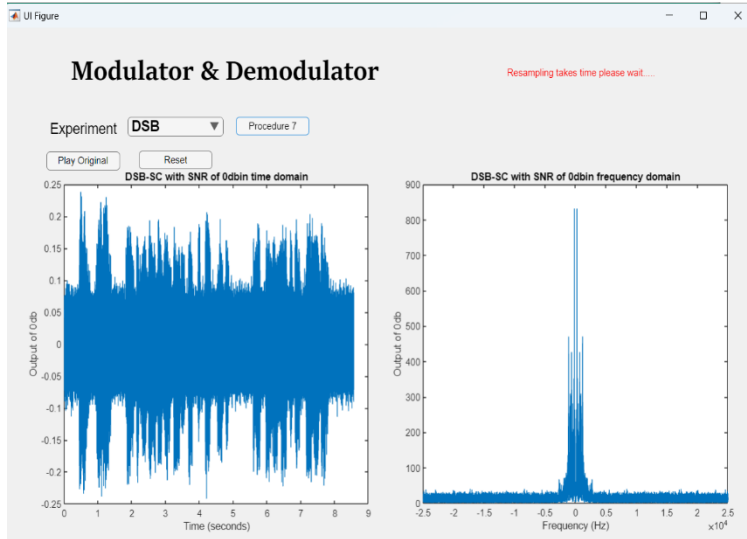 UI Figure
Modulator & Demodulator
Resampling takes time please wait....
Experiment
DSB
Procedure 7
Play Original
Reset
DSB-SC with SNR of 0dbin time domain
0.25
0.2
0.15
0.1
0.05
0
-0.05
-0.1
-0.15
-0.2
-0.25
Output of 0db
0 1 2 3 4 5 6 7 8 9
Time (seconds)
DSB-SC with SNR of 0dbin frequency domain
900
800
700
600
500
400
300
200
100
0
Output of 0db
-2.5 -2 -1.5 -1 -0.5 0 0.5 1 1.5 2 2.5
Frequency (Hz)
×10⁴